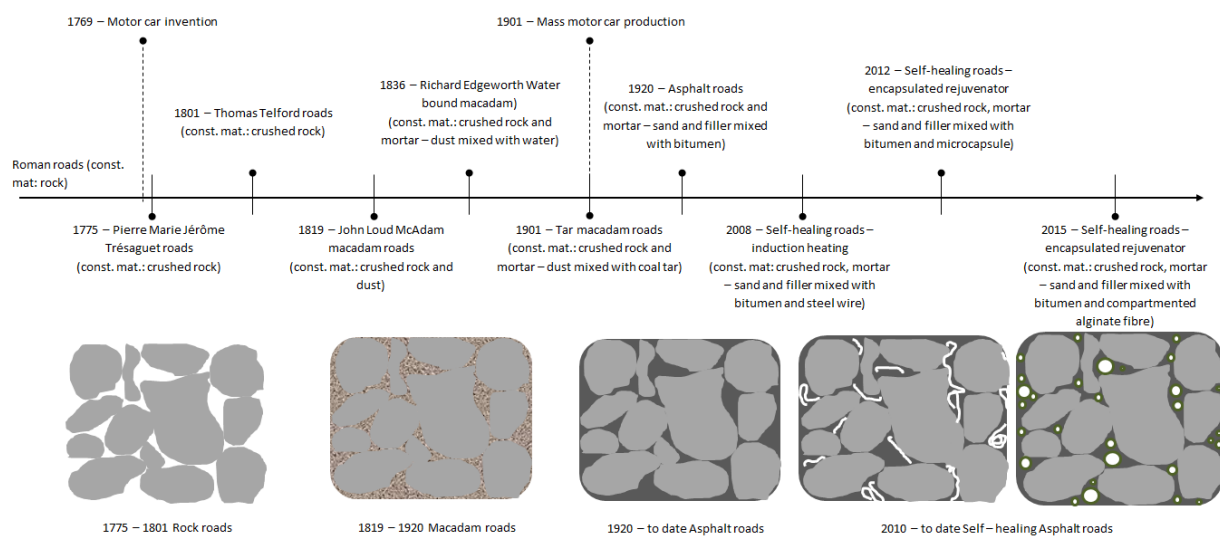 1769 – Motor car invention
1901 – Mass motor car production
1801 – Thomas Telford roads
(const. mat.: crushed rock)
1836 – Richard Edgeworth Water
bound macadam)
(const. mat.: crushed rock and
mortar – dust mixed with water)
1920 – Asphalt roads
(const. mat.: crushed rock and
mortar – sand and filler mixed
with bitumen)
2012 – Self-healing roads –
encapsulated rejuvenator
(const. mat.: crushed rock, mortar
– sand and filler mixed with
bitumen and microcapsule)
Roman roads (const.
mat: rock)
1775 – Pierre Marie Jérôme
Trésaguet roads
(const. mat.: crushed rock)
1819 – John Loud McAdam
macadam roads
(const. mat.: crushed rock and
dust)
1901 – Tar macadam roads
(const. mat.: crushed rock and
mortar – dust mixed with coal tar)
2008 – Self-healing roads –
induction heating
(const. mat: crushed rock, mortar
– sand and filler mixed with
bitumen and steel wire)
2015 – Self-healing roads –
encapsulated rejuvenator
(const. mat.: crushed rock, mortar
– sand and filler mixed with
bitumen and compartmented
alginate fibre)
1775 – 1801 Rock roads
1819 – 1920 Macadam roads
1920 – to date Asphalt roads
2010 – to date Self – healing Asphalt roads